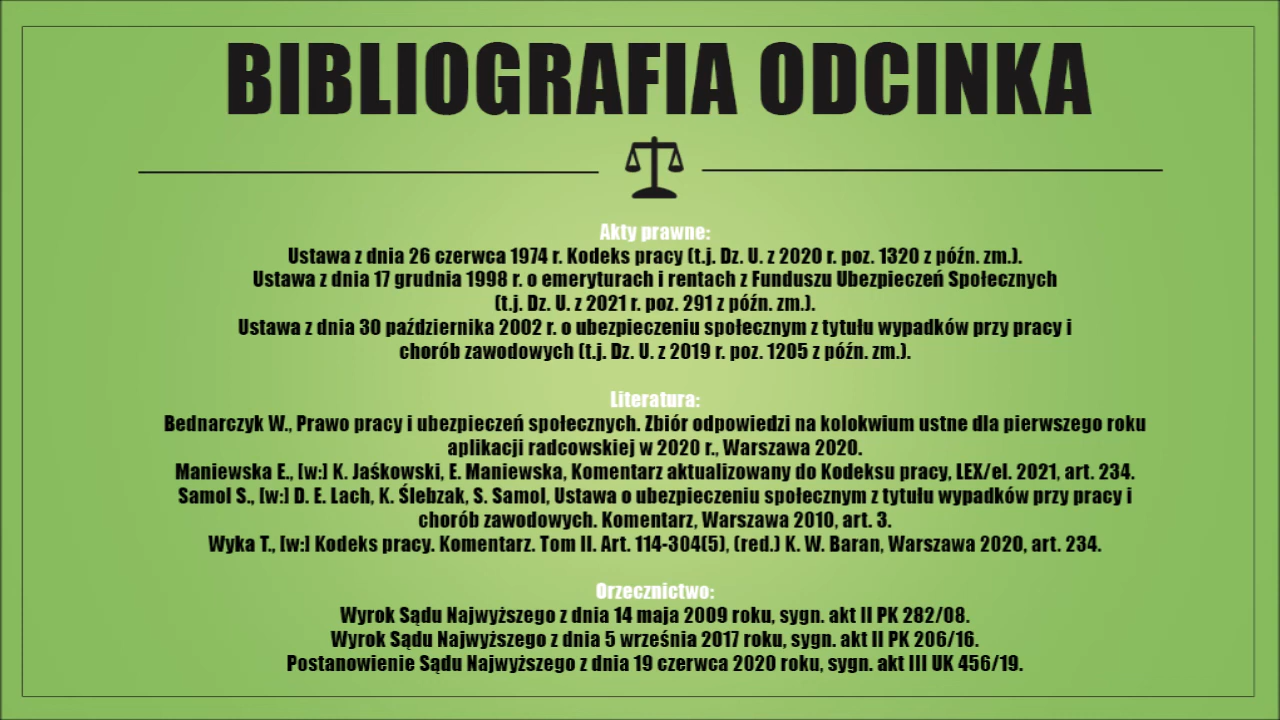 BIBLIOGRAFIA ODCINKA
Akty prawne:
Ustawa z dnia 26 czerwca 1974 r. Kodeks pracy (t.j. Dz. U. z 2020 r. poz. 1320 z późn. zm.).
Ustawa z dnia 17 grudnia 1998 r. o emeryturach i rentach z Funduszu Ubezpieczeń Społecznych
(t.j. Dz. U. z 2021 r. poz. 291 z późn. zm.).
Ustawa z dnia 30 października 2002 r. o ubezpieczeniu społecznym z tytułu wypadków przy pracy i
chorób zawodowych (t.j. Dz. U. z 2019 r. poz. 1205 z późn. zm.).
Literatura:
Bednarczyk W., Prawo pracy i ubezpieczeń społecznych. Zbiór odpowiedzi na kolokwium ustne dla pierwszego roku
aplikacji radcowskiej w 2020 r., Warszawa 2020.
Maniewska E., [w:] K. Jaśkowski, E. Maniewska, Komentarz aktualizowany do Kodeksu pracy, LEX/el. 2021, art. 234.
Samol S., [w:] D. E. Lach, K. Ślebzak, S. Samol, Ustawa o ubezpieczeniu społecznym z tytułu wypadków przy pracy i
chorób zawodowych. Komentarz, Warszawa 2010, art. 3.
Wyka T., [w:] Kodeks pracy. Komentarz. Tom II. Art. 114-304(5), (red.) K. W. Baran, Warszawa 2020, art. 234.
Orzecznictwo:
Wyrok Sądu Najwyższego z dnia 14 maja 2009 roku, sygn. akt II PK 282/08.
Wyrok Sądu Najwyższego z dnia 5 września 2017 roku, sygn. akt II PK 206/16.
Postanowienie Sądu Najwyższego z dnia 19 czerwca 2020 roku, sygn. akt III UK 456/19.